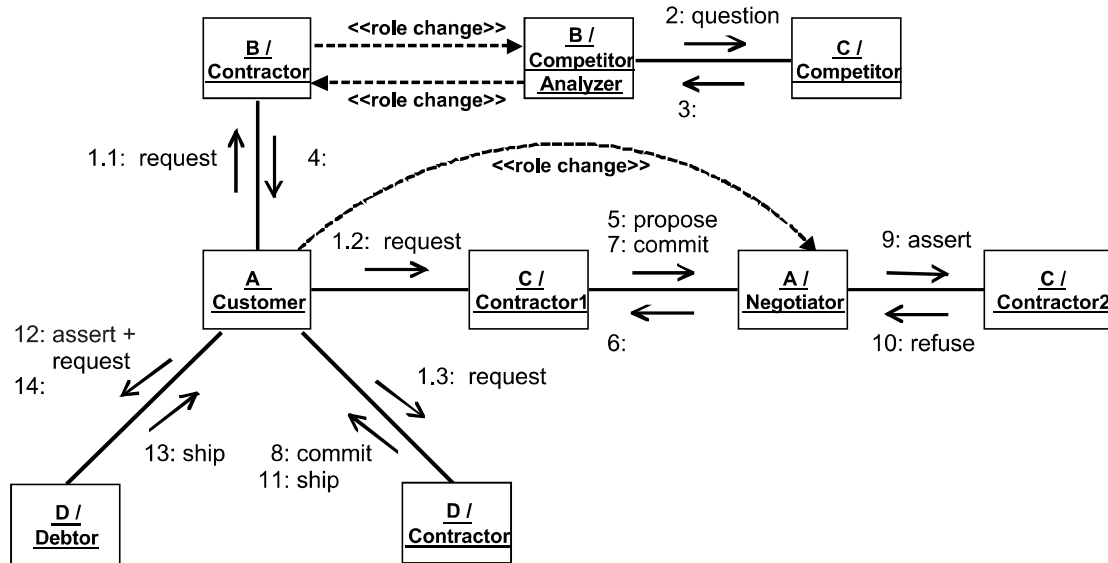 B /
Contractor
<<role change>>
<<role change>>
B /
Competitor
Analyzer
2: question
3:
C /
Competitor
1.1: request
4:
<<role change>>
A
Customer
1.2: request
C /
Contractor1
5: propose
7: commit
6:
A /
Negotiator
9: assert
10: refuse
C /
Contractor2
12: assert +
request
14:
13: ship
1.3: request
8: commit
11: ship
D /
Debtor
D /
Contractor